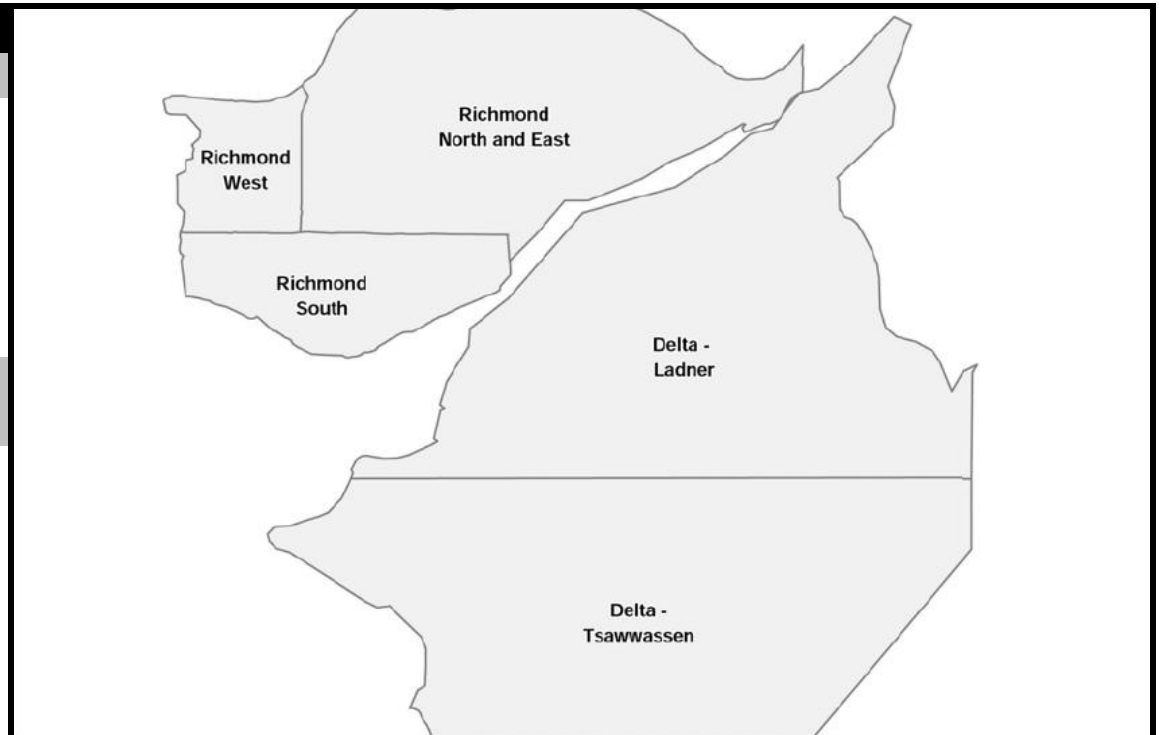 Richmond
North and East
Richmond
West
Richmond
South
Delta -
Ladner
Delta -
Tsawwassen